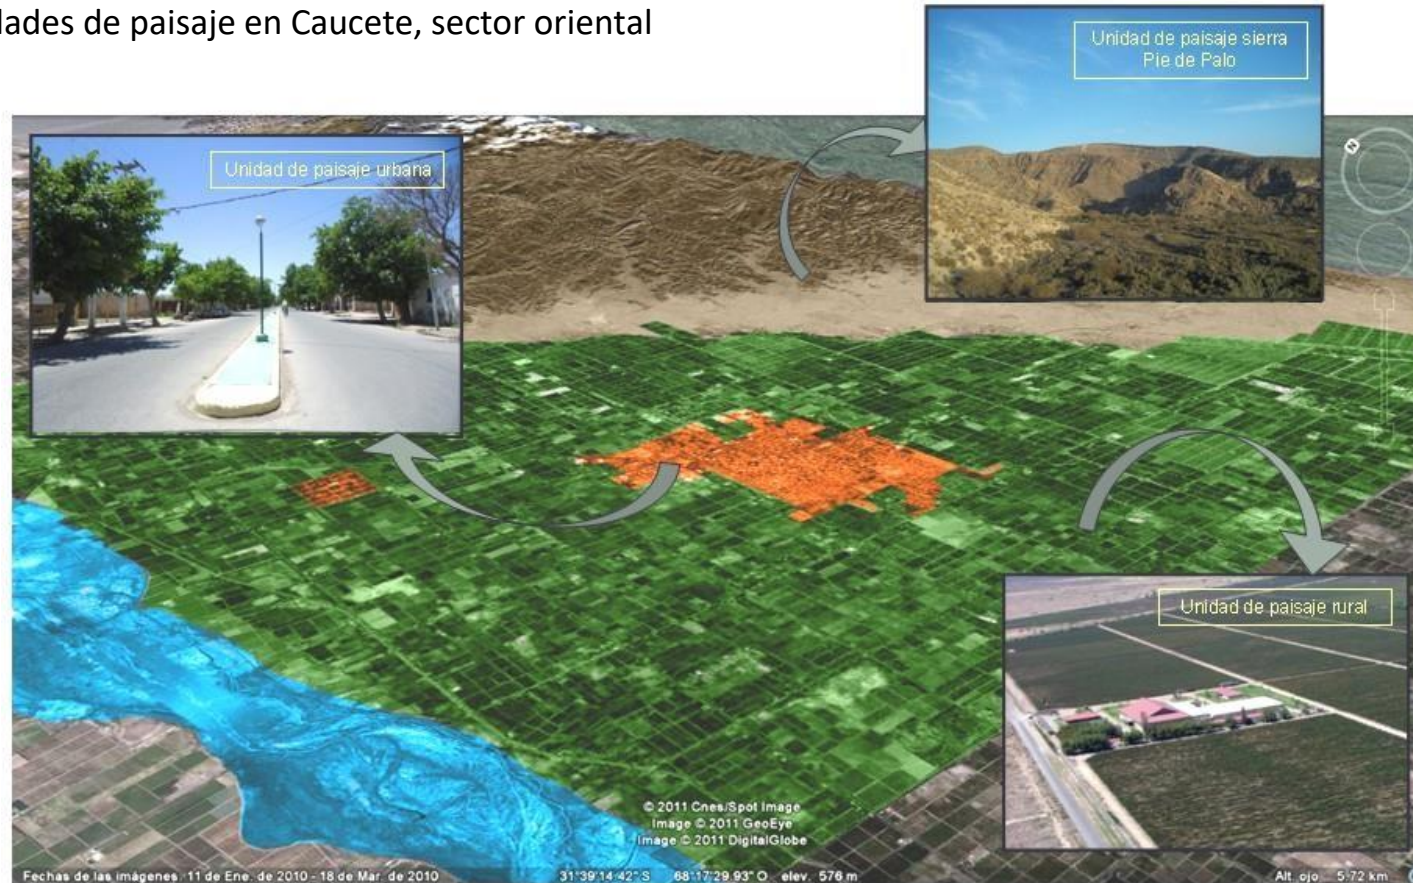 dades de paisaje en Caucete, sector oriental
Unidad de paisaje sierra
Pie de Palo
Unidad de paisaje urbana
Unidad de paisaje rural
© 2011 Cnes/Spot Image
Image © 2011 GeoEye
Image © 2011 DigitalGlobe
Fechas de las imágenes: 11 de Ene. de 2010 - 18 de Mar. de 2010 31°39'14.42" S 68°17'29.93" O elev. 576 m Alt. ojo 5.72 km